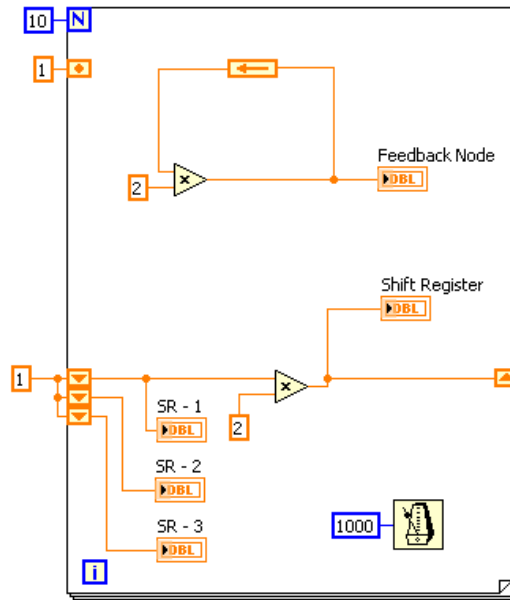 10 N
1
Feedback Node
× DBL
2
Shift Register
DBL
1
×
SR - 1
2
DBL
SR - 2
DBL
SR - 3
1000
DBL
i